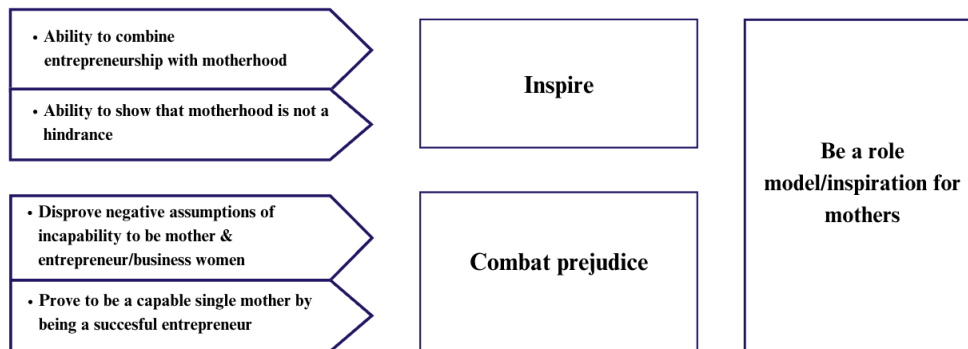 • Ability to combine
entrepreneurship with motherhood
• Ability to show that motherhood is not a
hindrance
Inspire
• Disprove negative assumptions of
incapability to be mother &
entrepreneur/business women
• Prove to be a capable single mother by
being a succesful entrepreneur
Combat prejudice
Be a role
model/inspiration for
mothers